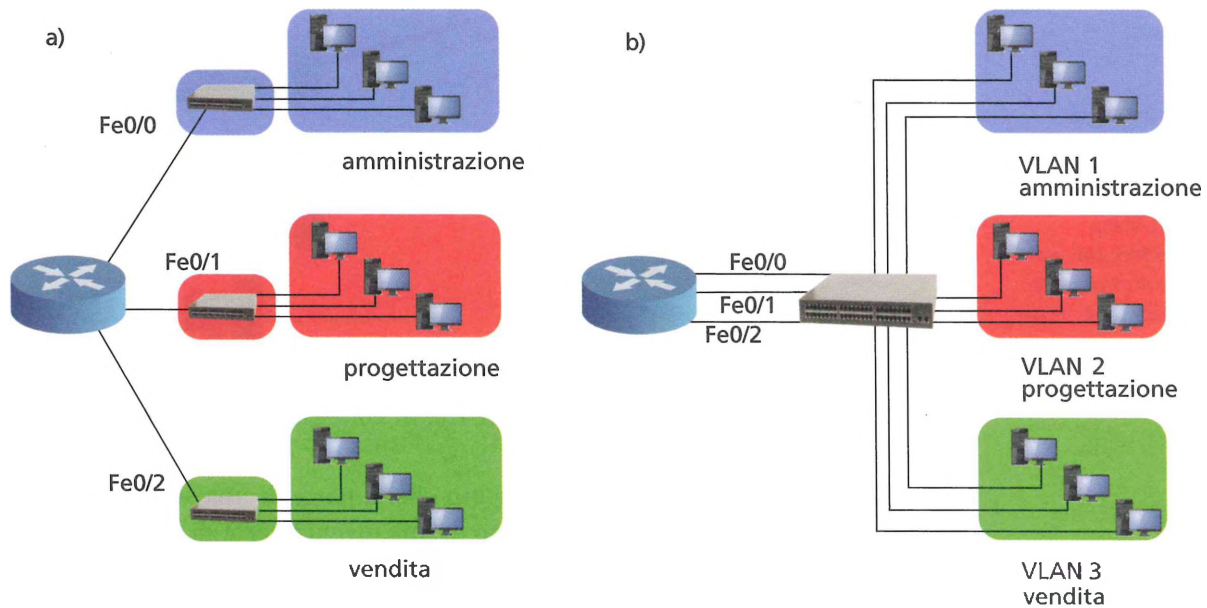 a)
Fe0/0
amministrazione
Fe0/1
progettazione
Fe0/2
vendita
b)
VLAN 1
amministrazione
Fe0/0
Fe0/1
Fe0/2
VLAN 2
progettazione
VLAN 3
vendita